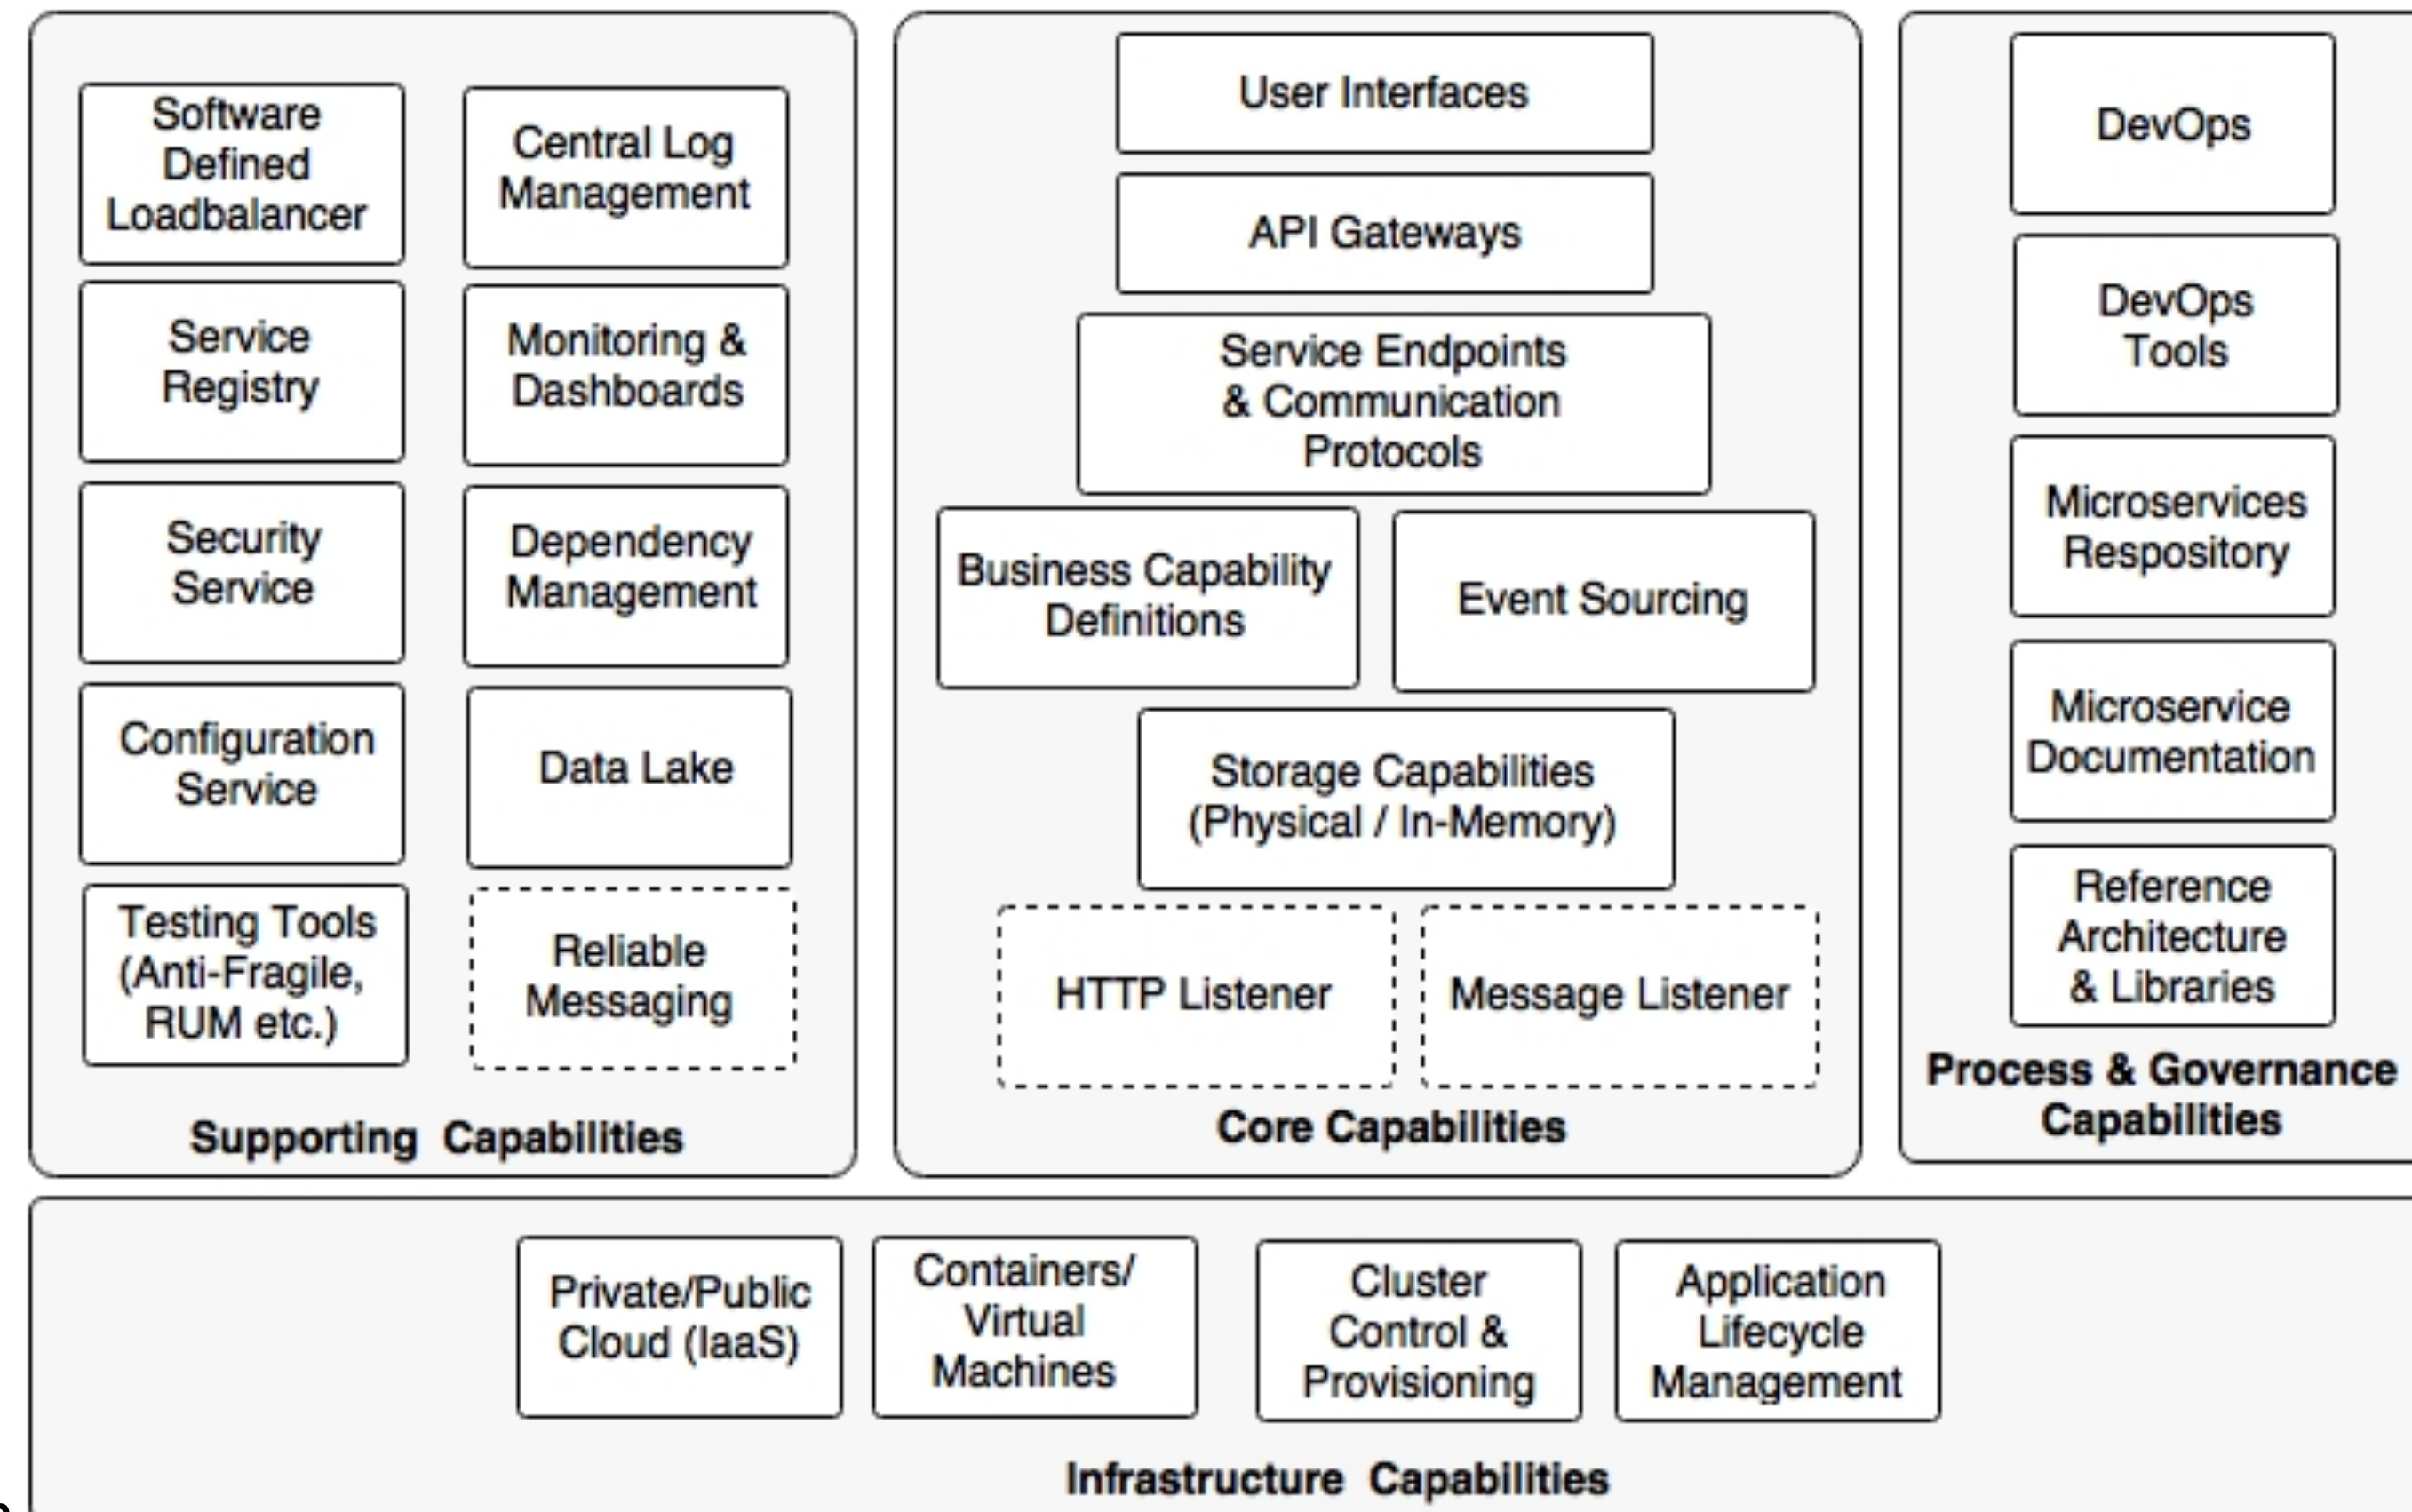 Software
Defined
Loadbalancer
Central Log
Management
Service
Registry
Monitoring &
Dashboards
Security
Service
Dependency
Management
Configuration
Service
Data Lake
Testing Tools
(Anti-Fragile,
RUM etc.)
Reliable
Messaging
Supporting Capabilities
User Interfaces
API Gateways
Service Endpoints
& Communication
Protocols
Business Capability
Definitions
Event Sourcing
Storage Capabilities
(Physical / In-Memory)
HTTP Listener
Message Listener
Core Capabilities
DevOps
DevOps
Tools
Microservices
Respository
Microservice
Documentation
Reference
Architecture
& Libraries
Process & Governance
Capabilities
Private/Public
Cloud (IaaS)
Containers/
Virtual
Machines
Cluster
Control &
Provisioning
Application
Lifecycle
Management
Infrastructure Capabilities